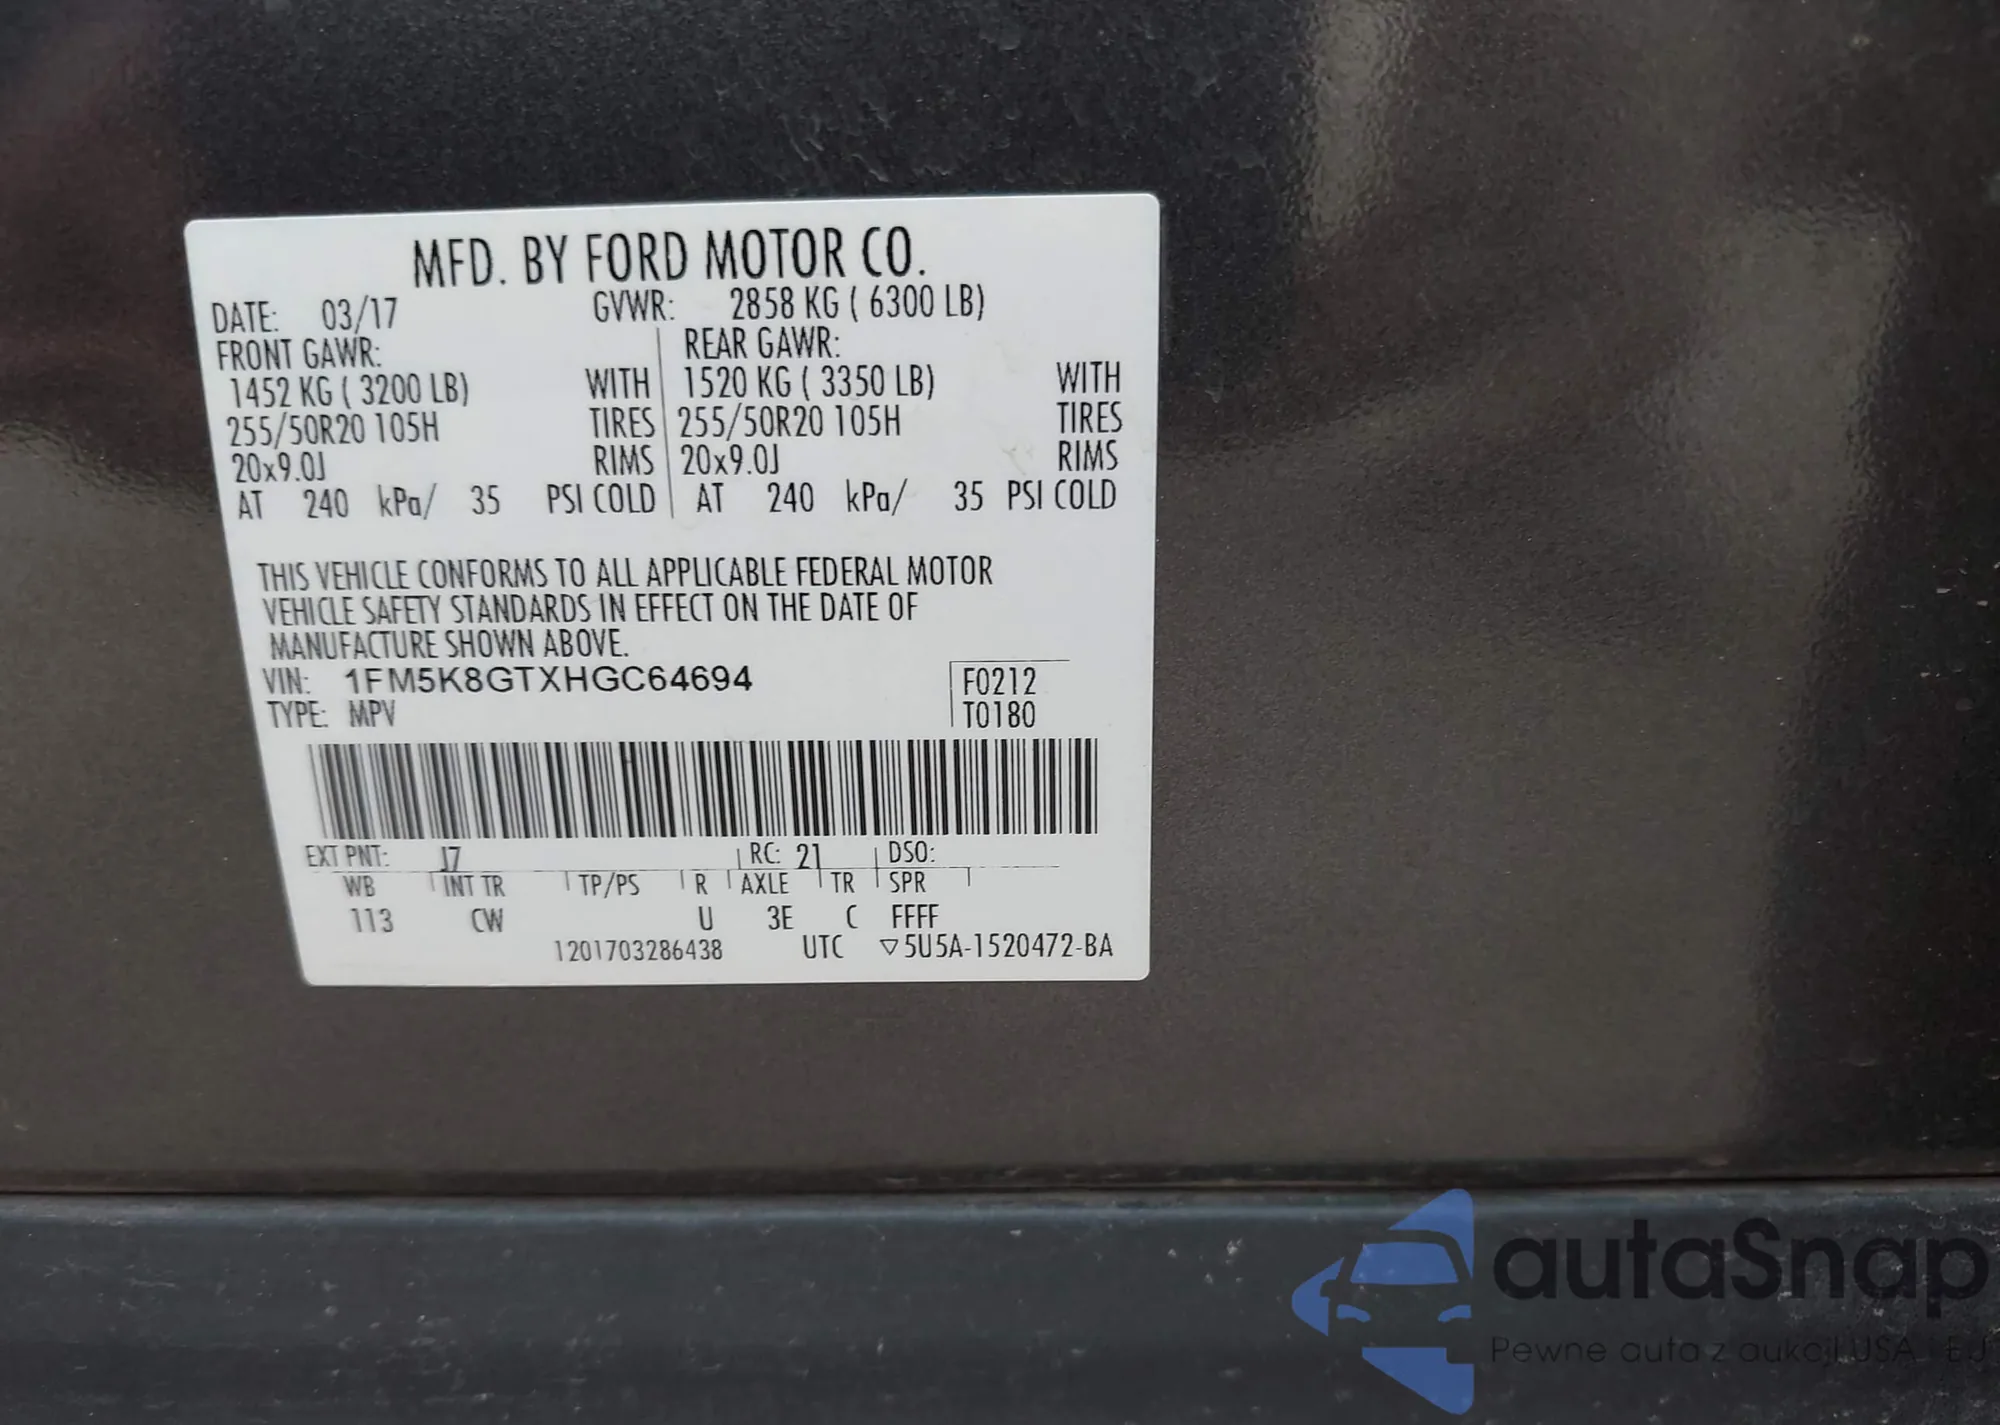 MFD. BY FORD MOTOR CO.
DATE: 03/17 GVWR: 2858 KG ( 6300 LB)
FRONT GAWR: REAR GAWR:
1452 KG ( 3200 LB) WITH 1520 KG ( 3350 LB) WITH
255/50R20 105H TIRES 255/50R20 105H TIRES
20x9.0J RIMS 20x9.0J RIMS
AT 240 kPa/ 35 PSI COLD AT 240 kPa/ 35 PSI COLD
THIS VEHICLE CONFORMS TO ALL APPLICABLE FEDERAL MOTOR
VEHICLE SAFETY STANDARDS IN EFFECT ON THE DATE OF
MANUFACTURE SHOWN ABOVE.
VIN: 1FM5K8GTXHGC64694 F0212
TYPE: MPV T0180
EXT PNT: J7 RC: 21 DSO:
WB INT TR TP/PS R AXLE TR SPR
113 CW U 3E C FFFF
1201703286438 UTC ▽5U5A-1520472-BA
autaSnap
Pewne auta z aukcji USA i EU